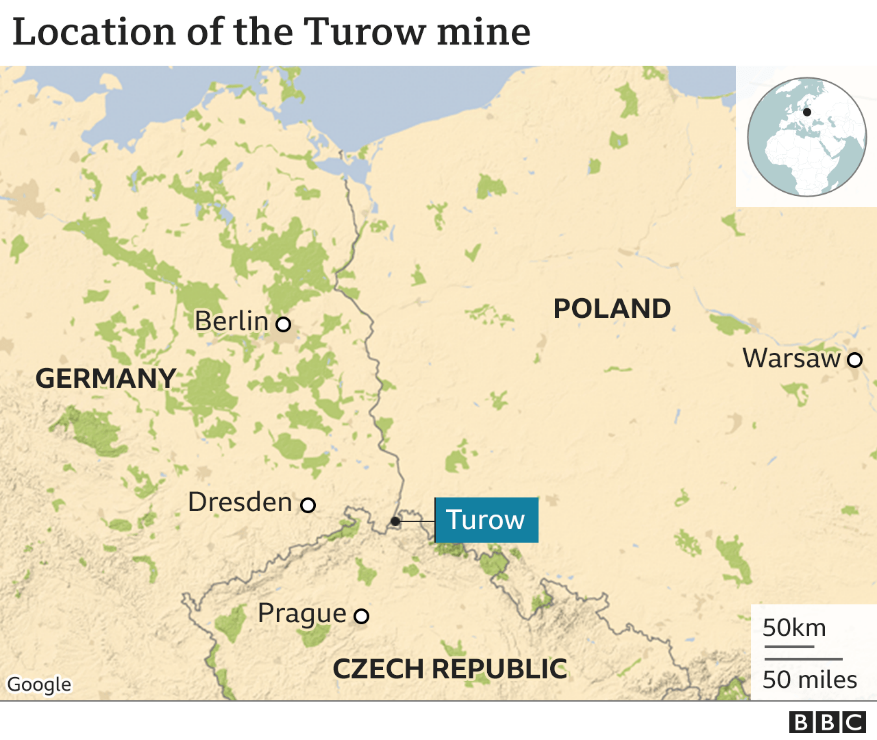 Location of the Turow mine
POLAND
Berlin
Warsaw
GERMANY
Dresden
Turow
Prague
50km
CZECH REPUBLIC
50 miles
Google
BBC